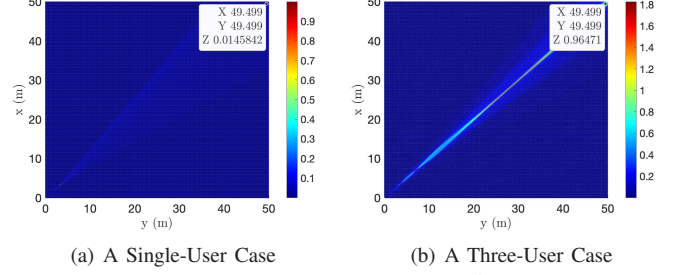 50
40
30
20
10
0
x (m)
X 49.499
Y 49.499
Z 0.0145842
0 10 20 30 40 50
y (m)
0.9
0.8
0.7
0.6
0.5
0.4
0.3
0.2
0.1
(a) A Single-User Case
50
40
30
20
10
0
x (m)
X 49.499
Y 49.499
Z 0.96471
0 10 20 30 40 50
y (m)
1.8
1.6
1.4
1.2
1
0.8
0.6
0.4
0.2
(b) A Three-User Case